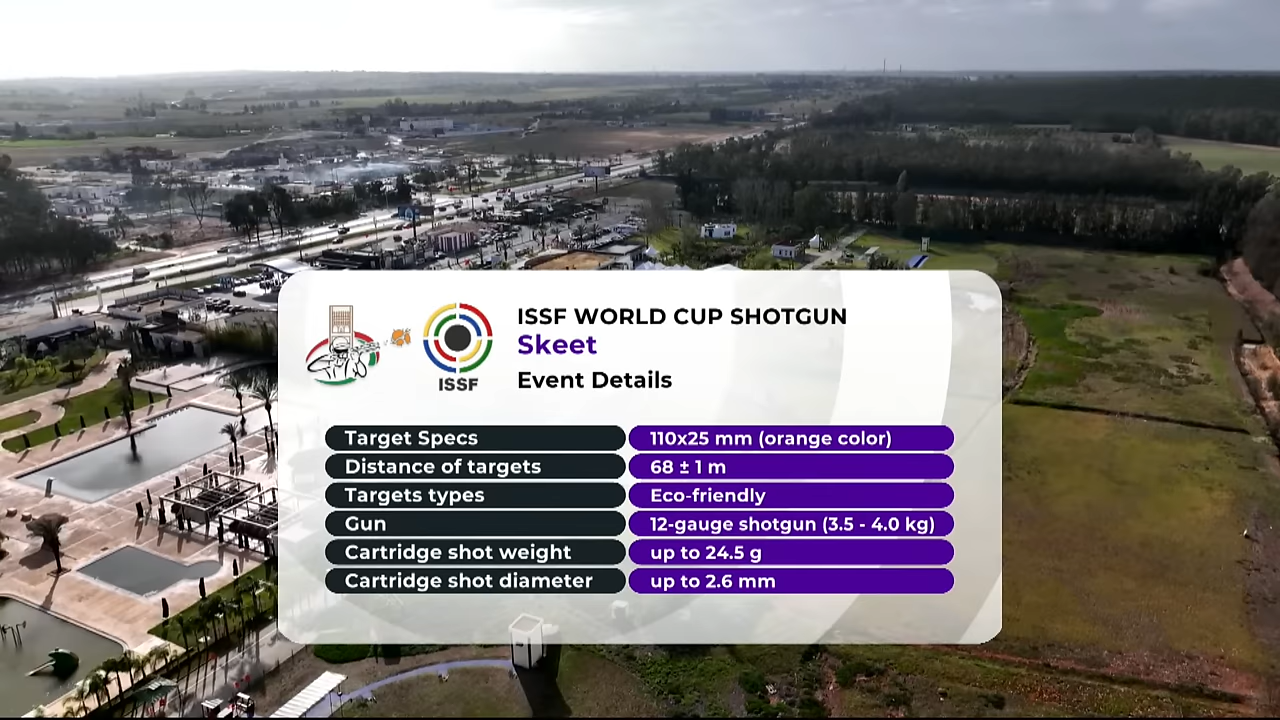 ISSF WORLD CUP SHOTGUN
Skeet
Event Details
ISSF
Target Specs 110x25 mm (orange color)
Distance of targets 68 ± 1 m
Targets types Eco-friendly
Gun 12-gauge shotgun (3.5 - 4.0 kg)
Cartridge shot weight up to 24.5 g
Cartridge shot diameter up to 2.6 mm